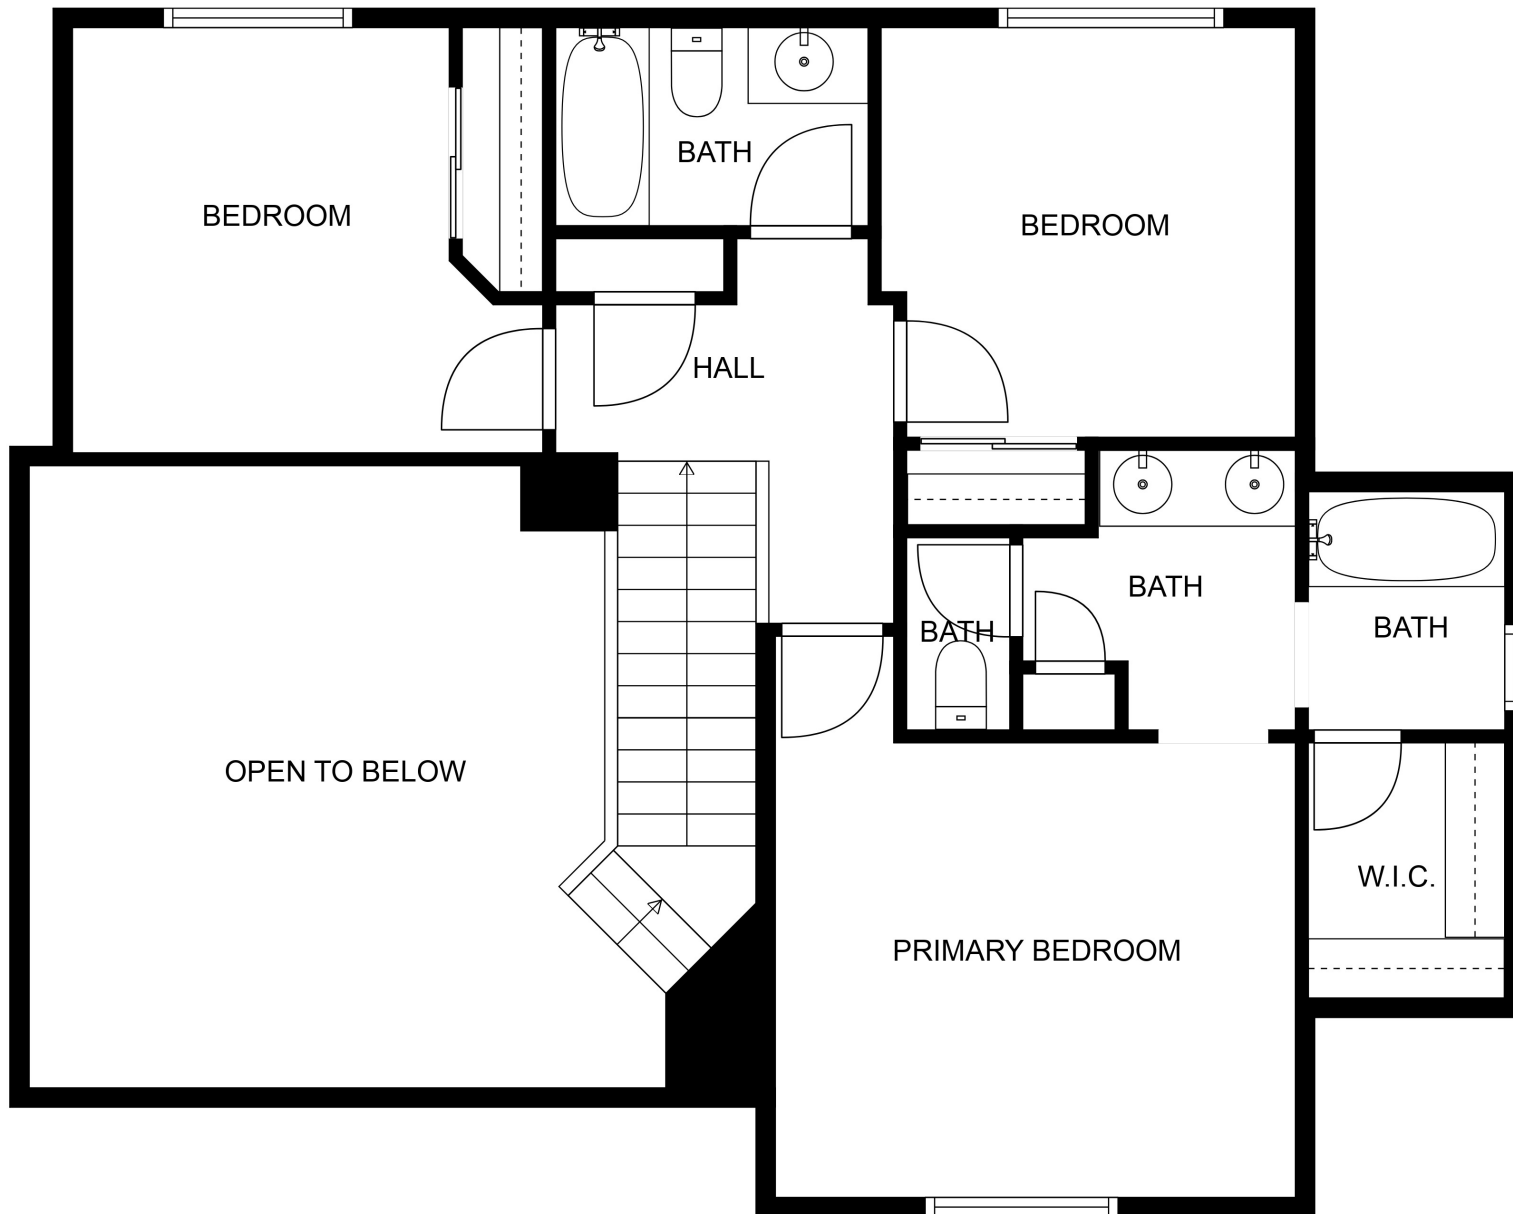 BATH
BEDROOM
BEDROOM
HALL
BATH
BATH
BATH
OPEN TO BELOW
W.I.C.
PRIMARY BEDROOM